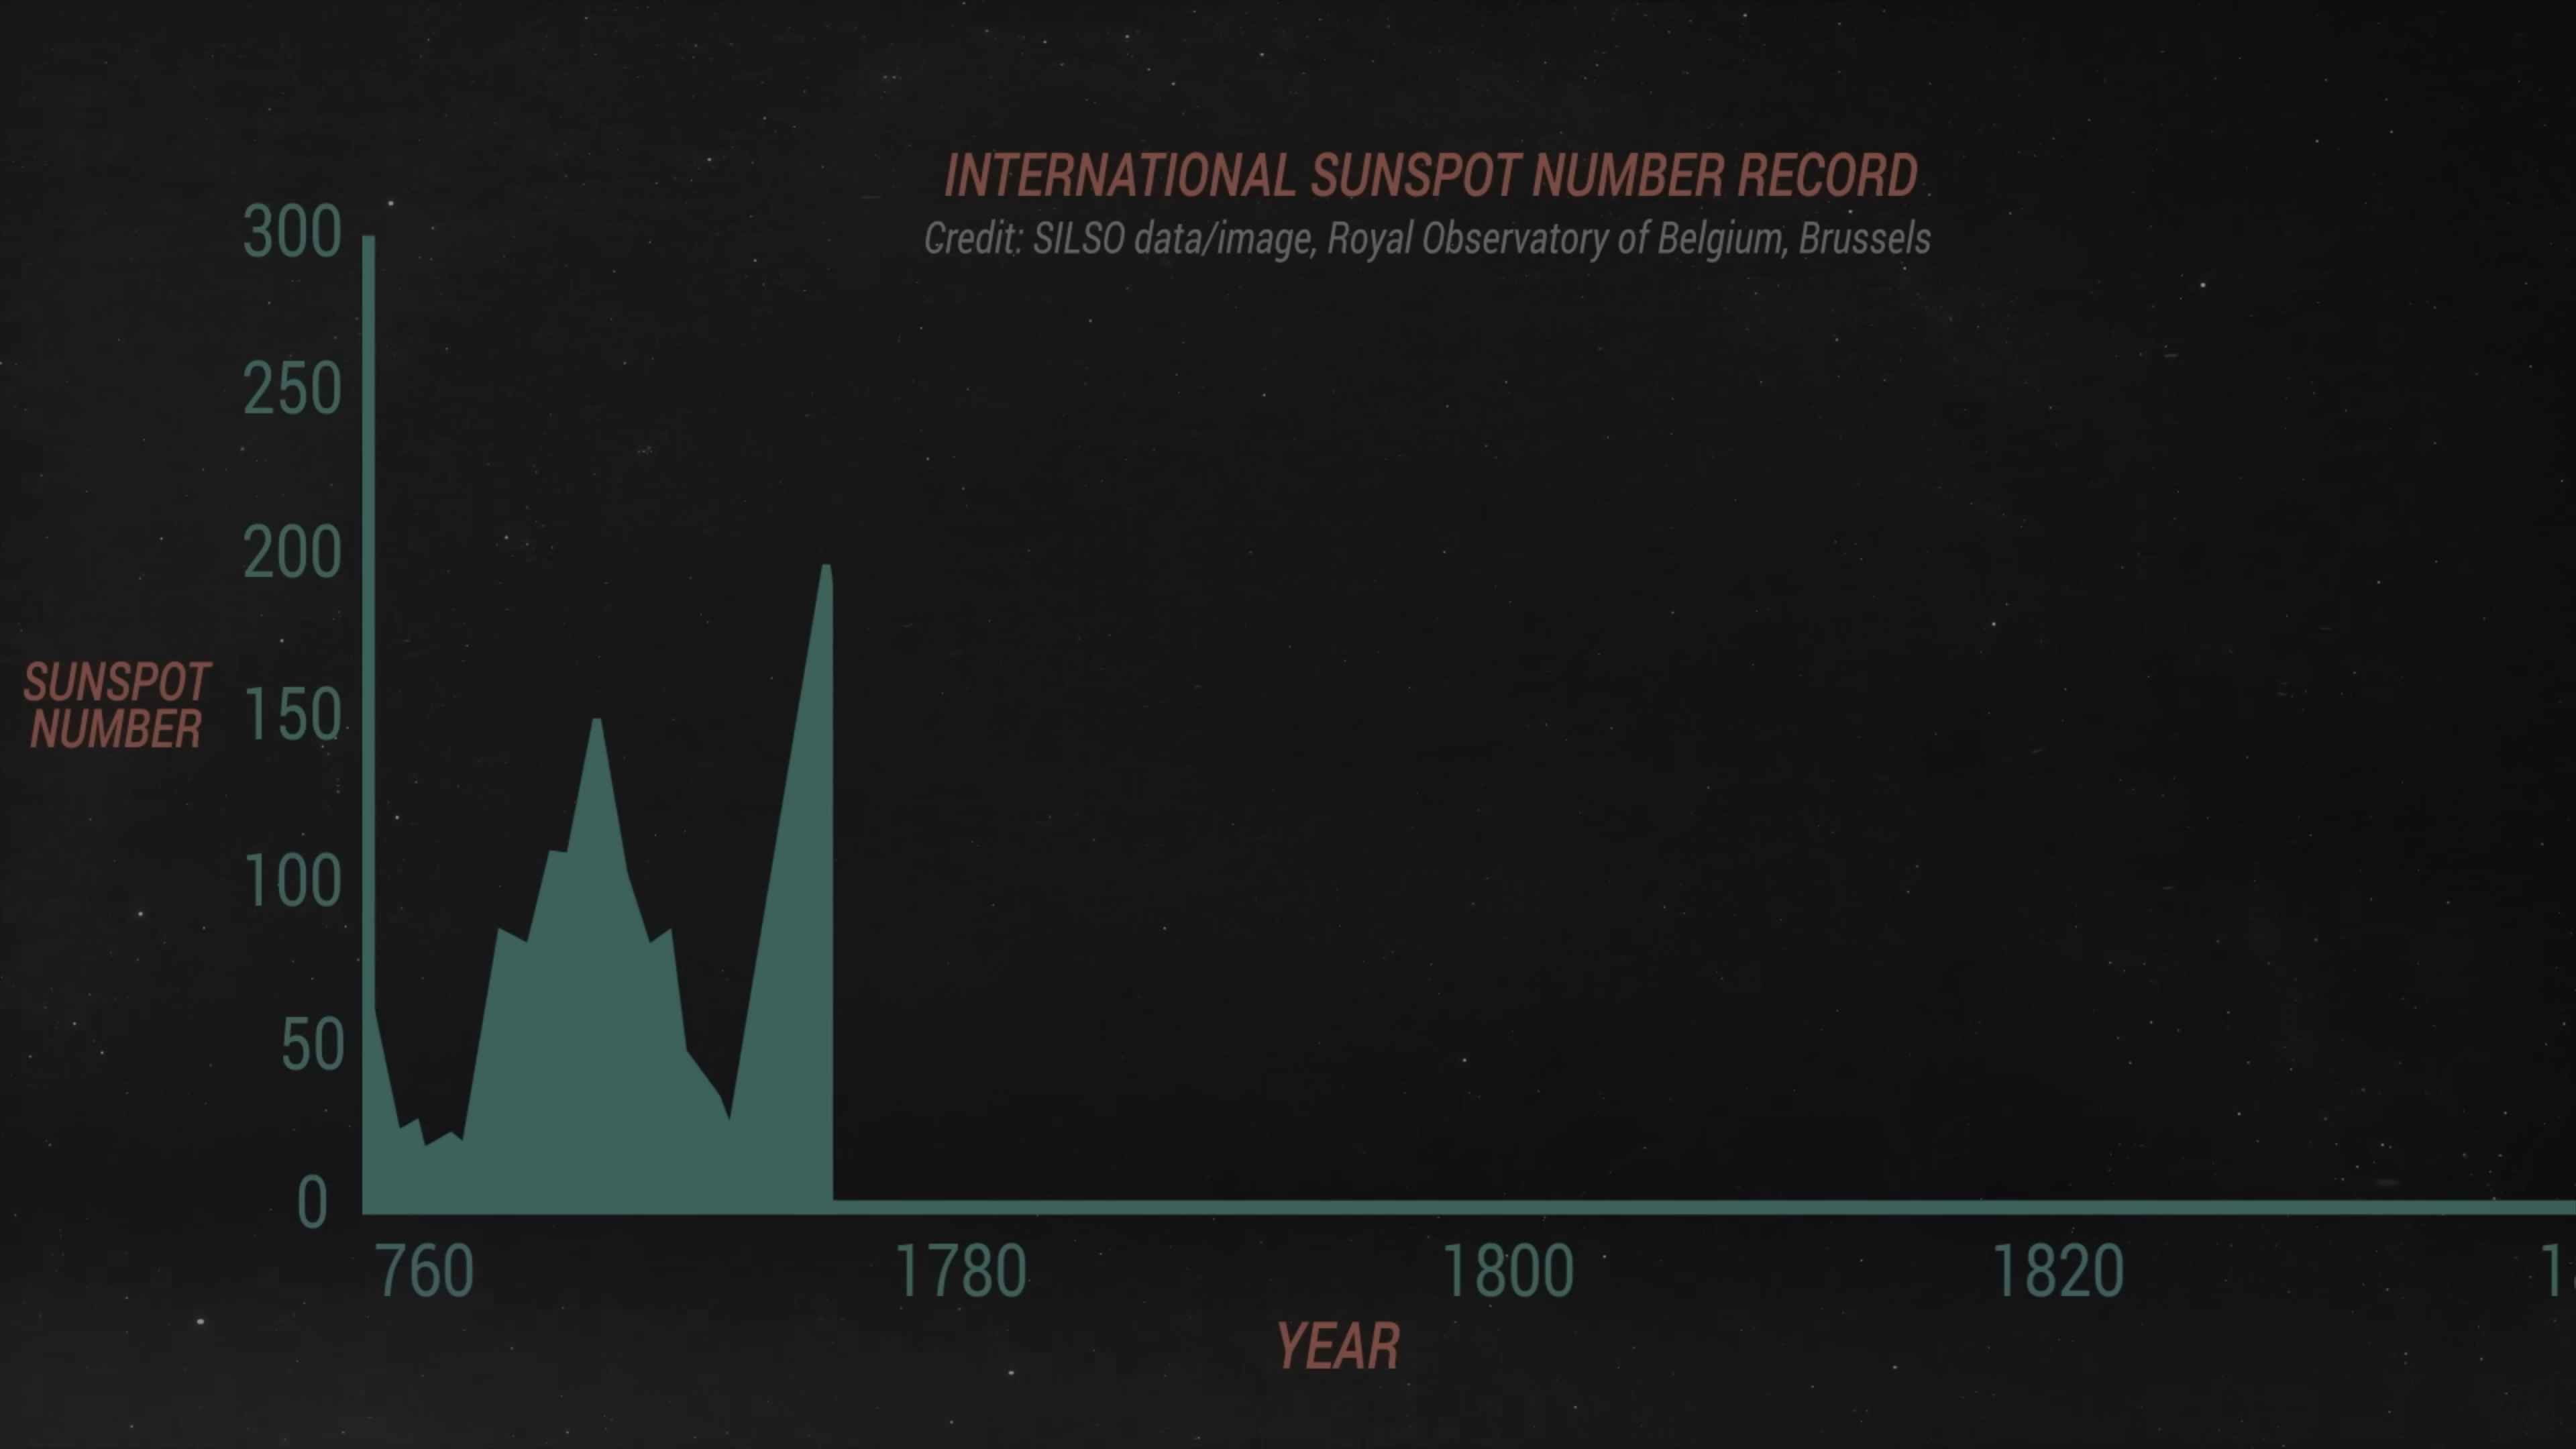 INTERNATIONAL SUNSPOT NUMBER RECORD
Credit: SILSO data/image, Royal Observatory of Belgium, Brussels
300
250
200
150
100
50
0
SUNSPOT
NUMBER
760 1780 1800 1820
YEAR